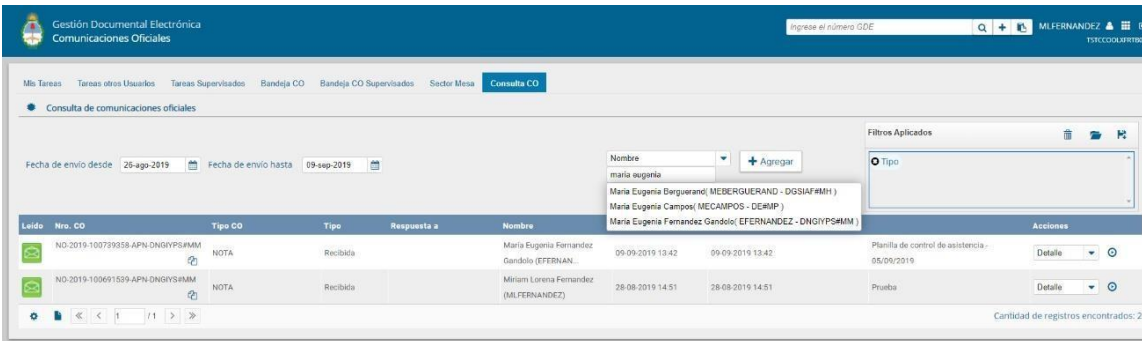 Gestión Documental Electrónica
Comunicaciones Oficiales
Ingrese el número GDE
MLFERNANDEZ
Mis Tareas Tareas otros Usuarios Tareas Supervisados Bandeja CO Bandeja CO Supervisados Sector Mesa Consulta CO
Consulta de comunicaciones oficiales
Filtros Aplicados
Fecha de envío desde 26-ago-2019 Fecha de envío hasta 09-sep-2019
Nombre
Agregar
Tipo
maria eugenia
Maria Eugenia Berguerand( MEBERGUERAND - DGSIAF#MH )
Maria Eugenia Campos( MECAMPOS - DE#MP )
María Eugenia Fernandez Gandolo( EFERNANDEZ - DNGIYPS#MM )
Leído Nro. CO Tipo CO Tipo Respuesta a Nombre Acciones
NO-2019-100739358-APN-DNGIYPS#MM NOTA Recibida María Eugenia Fernandez Gandolo (EFERNAN... 09-09-2019 13:42 09-09-2019 13:42 Planilla de control de asistencia - 05/09/2019 Detalle
NO-2019-100691539-APN-DNGIYS#MM NOTA Recibida Miriam Lorena Fernandez (MLFERNANDEZ) 28-08-2019 14:51 28-08-2019 14:51 Prueba Detalle
1 /1
Cantidad de registros encontrados: 2